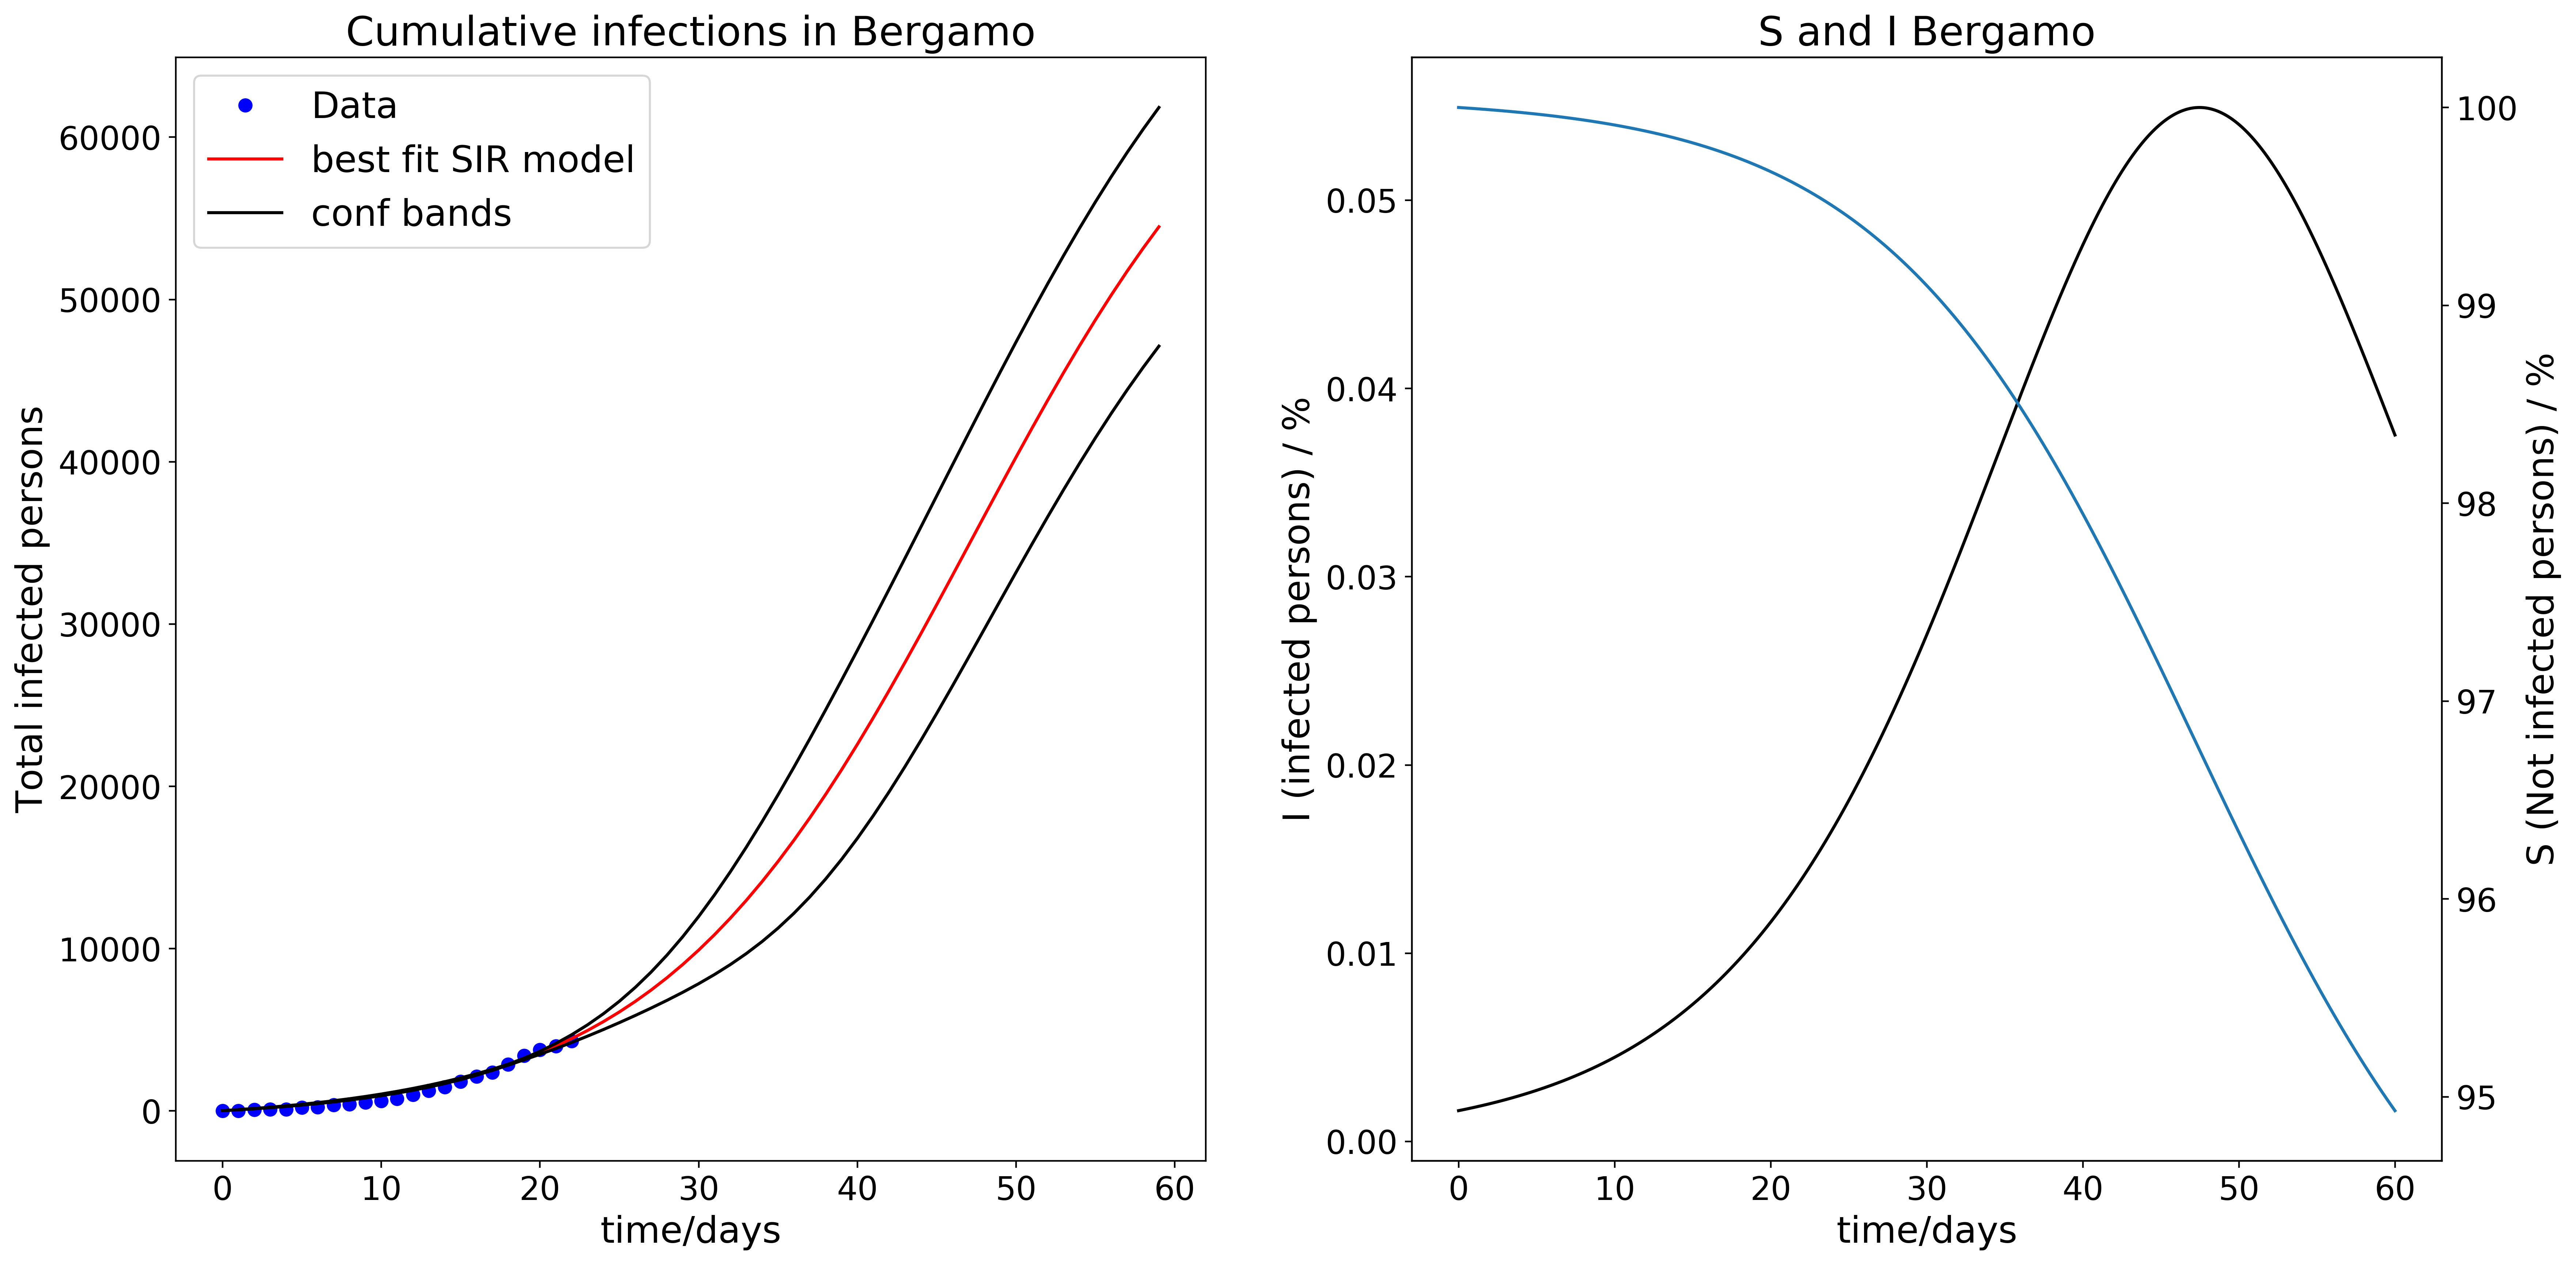 Cumulative infections in Bergamo
Data
best fit SIR model
conf bands
Total infected persons
60000
50000
40000
30000
20000
10000
0
0 10 20 30 40 50 60
time/days
S and I Bergamo
I (infected persons) / %
0.05
0.04
0.03
0.02
0.01
0.00
0 10 20 30 40 50 60
time/days
100
99
98
97
96
95
S (Not infected persons) / %